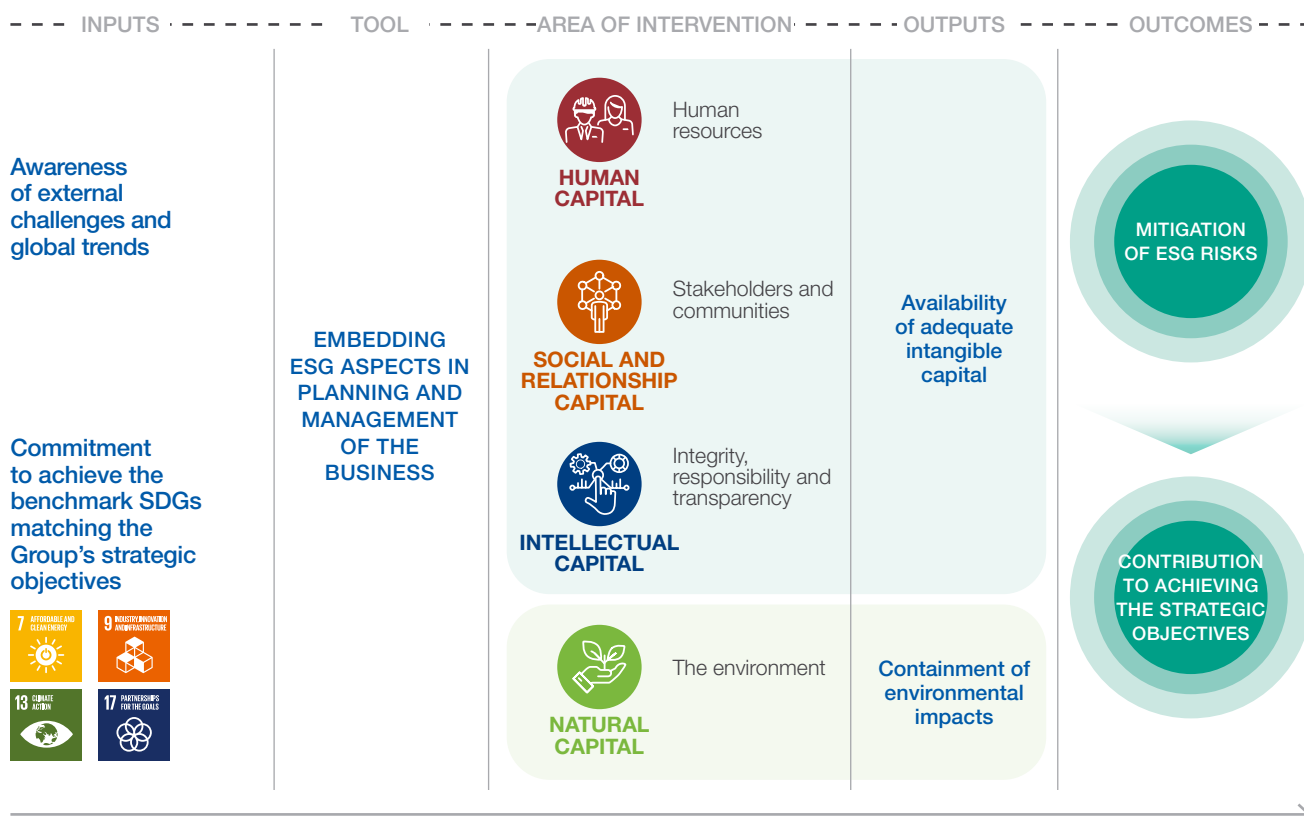 INPUTS
TOOL
AREA OF INTERVENTION
OUTPUTS
OUTCOMES
Awareness
of external
challenges and
global trends
Commitment
to achieve the
benchmark SDGs
matching the
Group's strategic
objectives
7 AFFORDABLE AND
CLEAN ENERGY
9 INDUSTRY, INNOVATION
AND INFRASTRUCTURE
13 CLIMATE
ACTION
17 PARTNERSHIPS
FOR THE GOALS
EMBEDDING
ESG ASPECTS IN
PLANNING AND
MANAGEMENT
OF THE
BUSINESS
HUMAN
CAPITAL
Human
resources
SOCIAL AND
RELATIONSHIP
CAPITAL
Stakeholders and
communities
INTELLECTUAL
CAPITAL
Integrity,
responsibility and
transparency
NATURAL
CAPITAL
The environment
Availability
of adequate
intangible
capital
Containment of
environmental
impacts
MITIGATION
OF ESG RISKS
CONTRIBUTION
TO ACHIEVING
THE STRATEGIC
OBJECTIVES